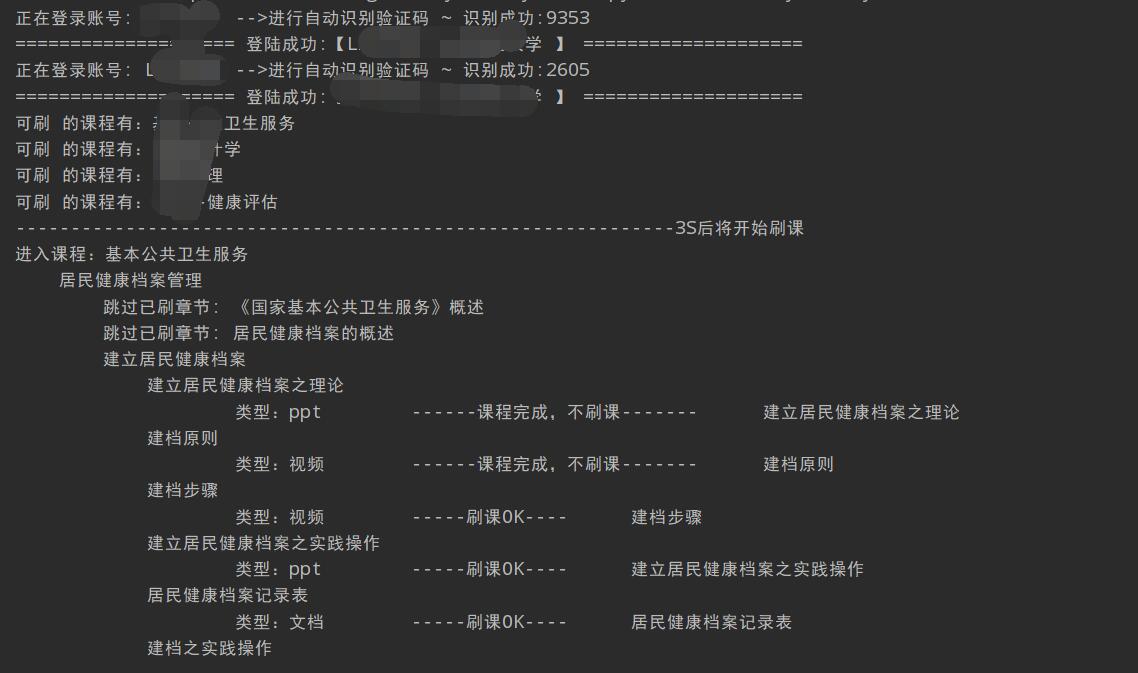 正在登录账号: -->进行自动识别验证码 ~ 识别成功:9353
==================== 登陆成功:【L 学 】 ====================
正在登录账号: L -->进行自动识别验证码 ~ 识别成功:2605
==================== 登陆成功: 】 ====================
可刷 的课程有: 卫生服务
可刷 的课程有: 计学
可刷 的课程有: 理
可刷 的课程有: -健康评估
------------------------------------------------------------3S后将开始刷课
进入课程: 基本公共卫生服务
居民健康档案管理
跳过已刷章节: 《国家基本公共卫生服务》概述
跳过已刷章节: 居民健康档案的概述
建立居民健康档案
建立居民健康档案之理论
类型: ppt ------课程完成, 不刷课------- 建立居民健康档案之理论
建档原则
类型: 视频 ------课程完成, 不刷课------- 建档原则
建档步骤
类型: 视频 -----刷课OK---- 建档步骤
建立居民健康档案之实践操作
类型: ppt -----刷课OK---- 建立居民健康档案之实践操作
居民健康档案记录表
类型: 文档 -----刷课OK---- 居民健康档案记录表
建档之实践操作